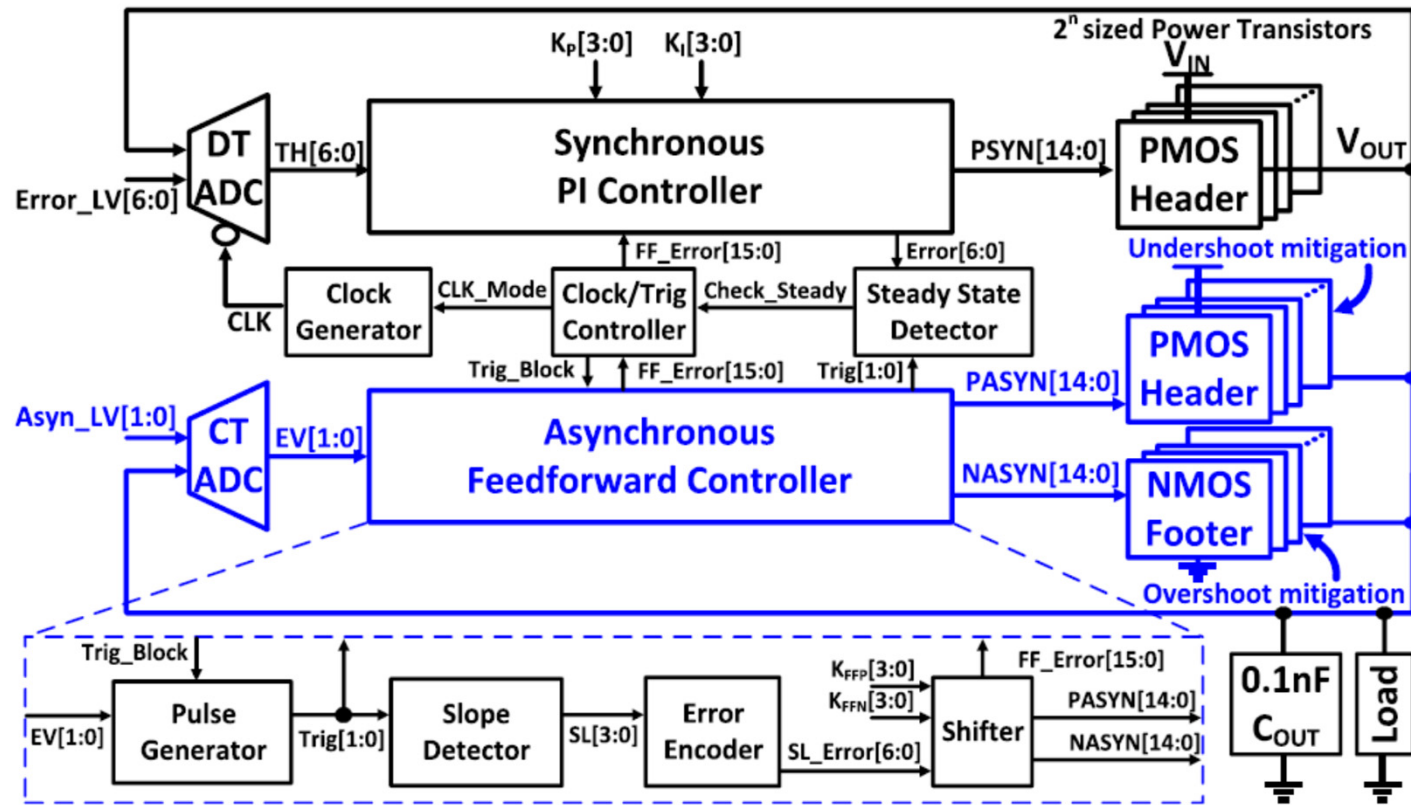 2ⁿ sized Power Transistors
K_P[3:0]
K_I[3:0]
V_IN
DT
ADC
TH[6:0]
Error_LV[6:0]
Synchronous
PI Controller
PSYN[14:0]
PMOS
Header
V_OUT
FF_Error[15:0]
Error[6:0]
Undershoot mitigation
CLK
Clock
Generator
CLK_Mode
Clock/Trig
Controller
Check_Steady
Steady State
Detector
Trig_Block
FF_Error[15:0]
Trig[1:0]
PASYN[14:0]
PMOS
Header
Asyn_LV[1:0]
CT
ADC
EV[1:0]
Asynchronous
Feedforward Controller
NASYN[14:0]
NMOS
Footer
Overshoot mitigation
Trig_Block
EV[1:0]
Pulse
Generator
Trig[1:0]
Slope
Detector
SL[3:0]
Error
Encoder
SL_Error[6:0]
K_FFP[3:0]
K_FFN[3:0]
Shifter
FF_Error[15:0]
PASYN[14:0]
NASYN[14:0]
0.1nF
C_OUT
Load